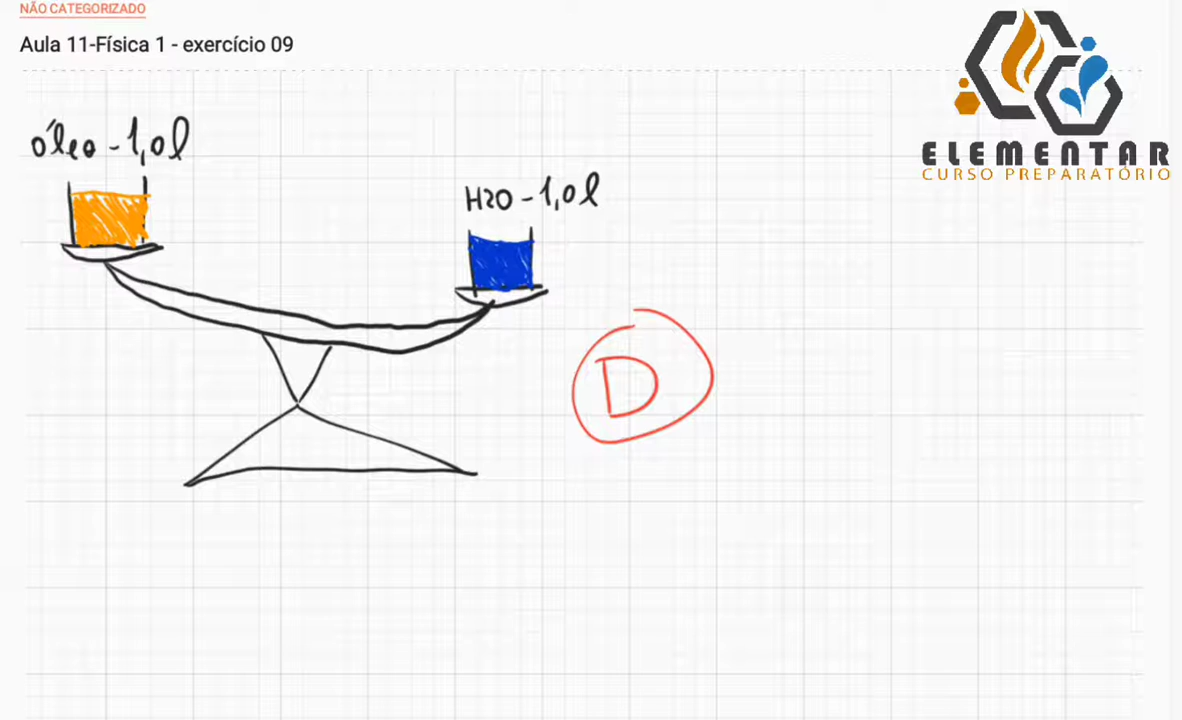 NÃO CATEGORIZADO
Aula 11-Física 1 - exercício 09
ELEMENTAR
CURSO PREPARATÓRIO
óleo - 1,0l
H2O - 1,0l
D